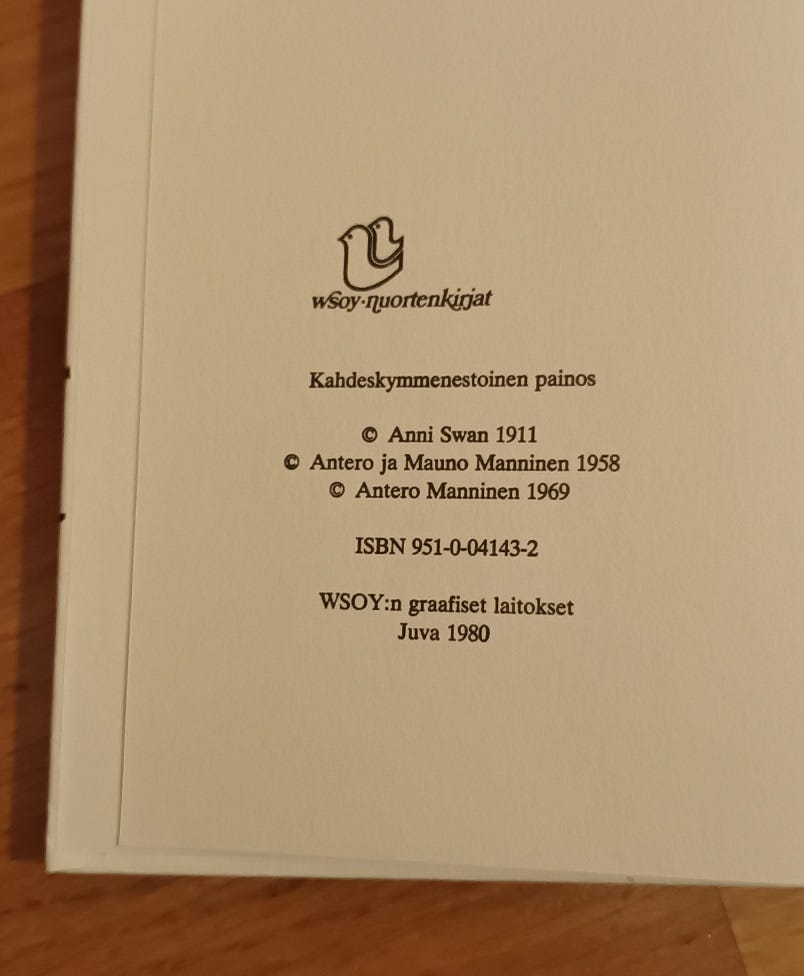 wsoy·nuortenkirjat
Kahdeskymmenestoinen painos
© Anni Swan 1911
© Antero ja Mauno Manninen 1958
© Antero Manninen 1969
ISBN 951-0-04143-2
WSOY:n graafiset laitokset
Juva 1980